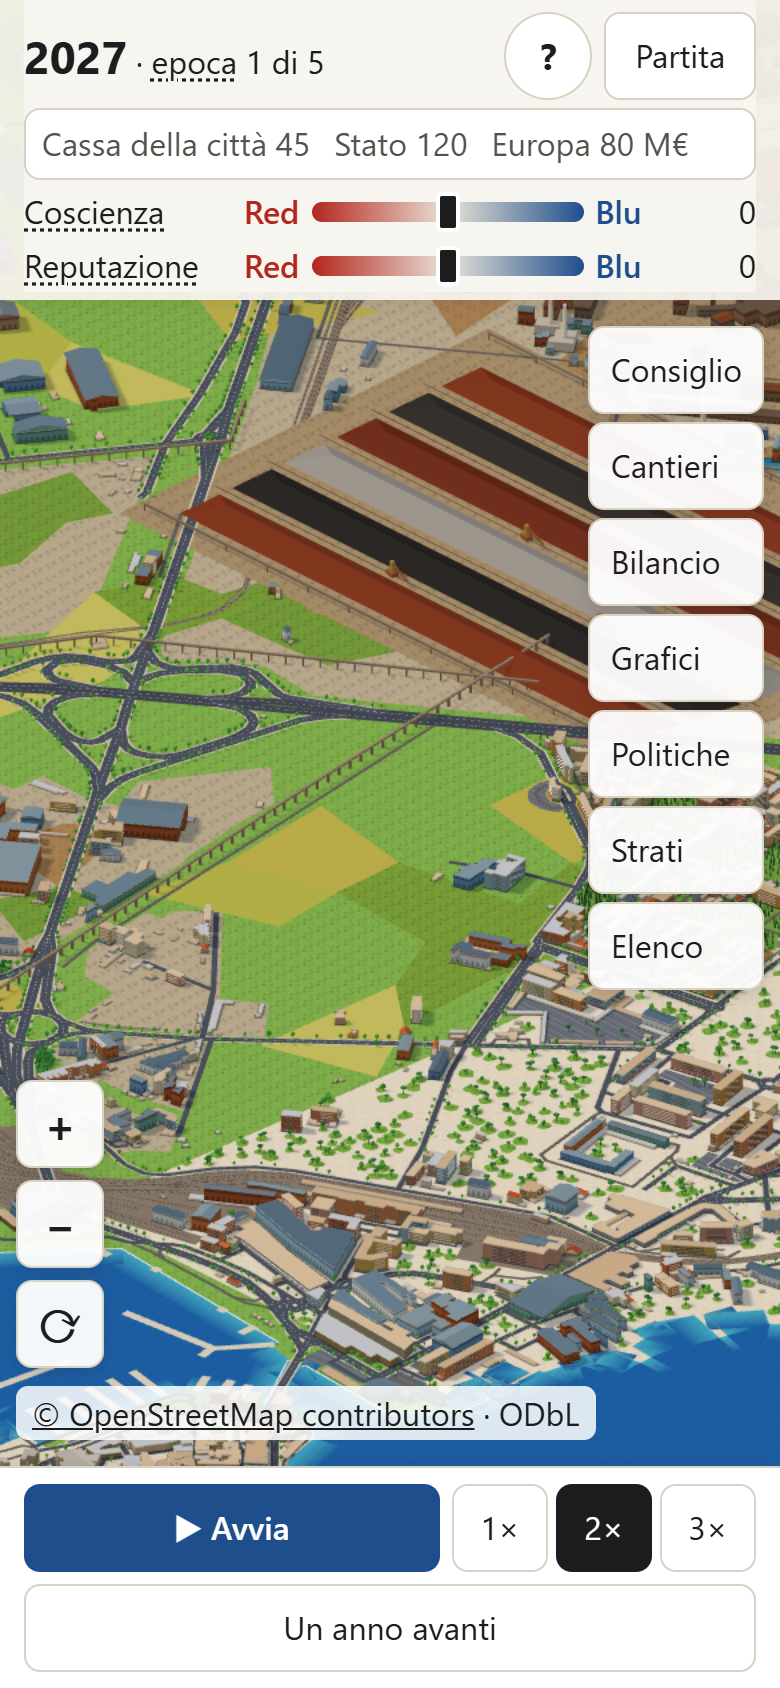 2027 · epoca 1 di 5
?
Partita
Cassa della città 45 Stato 120 Europa 80 M€
Coscienza Red Blu 0
Reputazione Red Blu 0
Consiglio
Cantieri
Bilancio
Grafici
Politiche
Strati
Elenco
+
−
© OpenStreetMap contributors · ODbL
▶ Avvia 1× 2× 3×
Un anno avanti